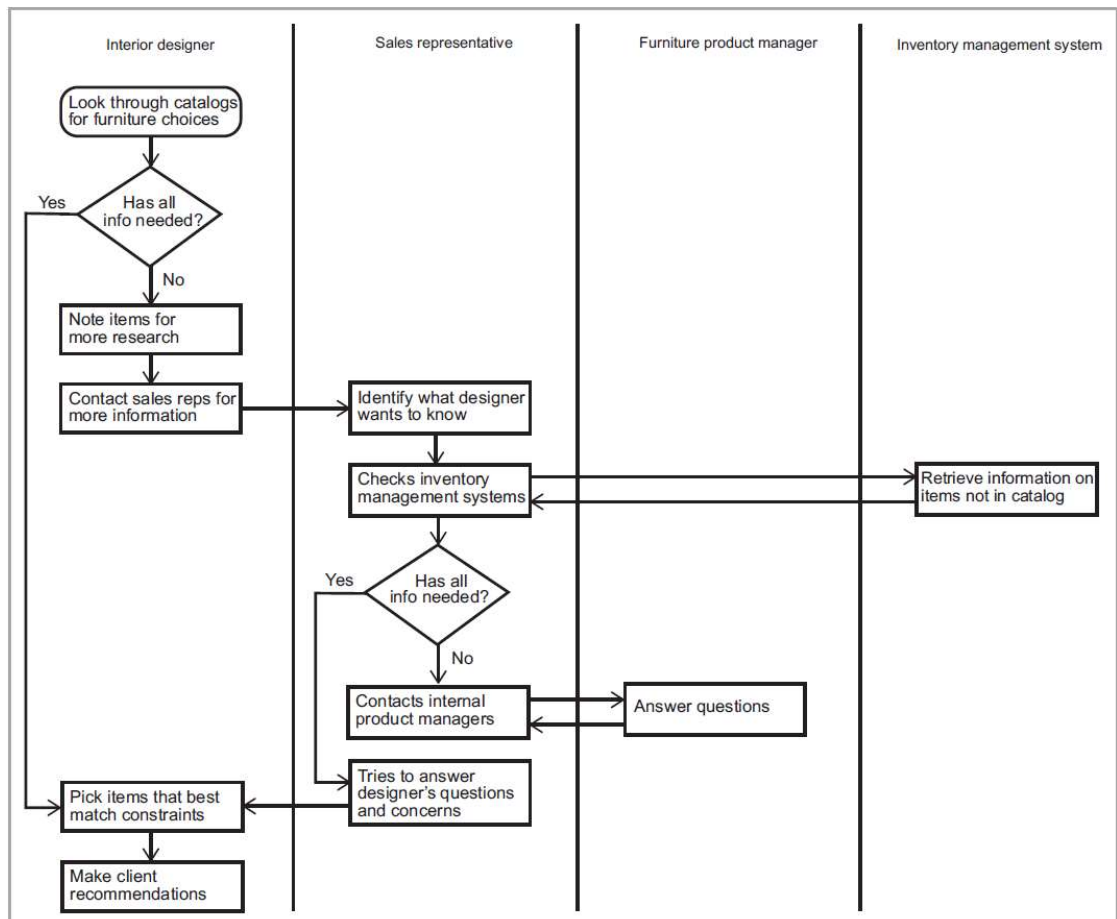 Interior designer
Sales representative
Furniture product manager
Inventory management system
Look through catalogs
for furniture choices
Yes
Has all
info needed?
No
Note items for
more research
Contact sales reps for
more information
Identify what designer
wants to know
Checks inventory
management systems
Retrieve information on
items not in catalog
Yes
Has all
info needed?
No
Contacts internal
product managers
Answer questions
Tries to answer
designer's questions
and concerns
Pick items that best
match constraints
Make client
recommendations